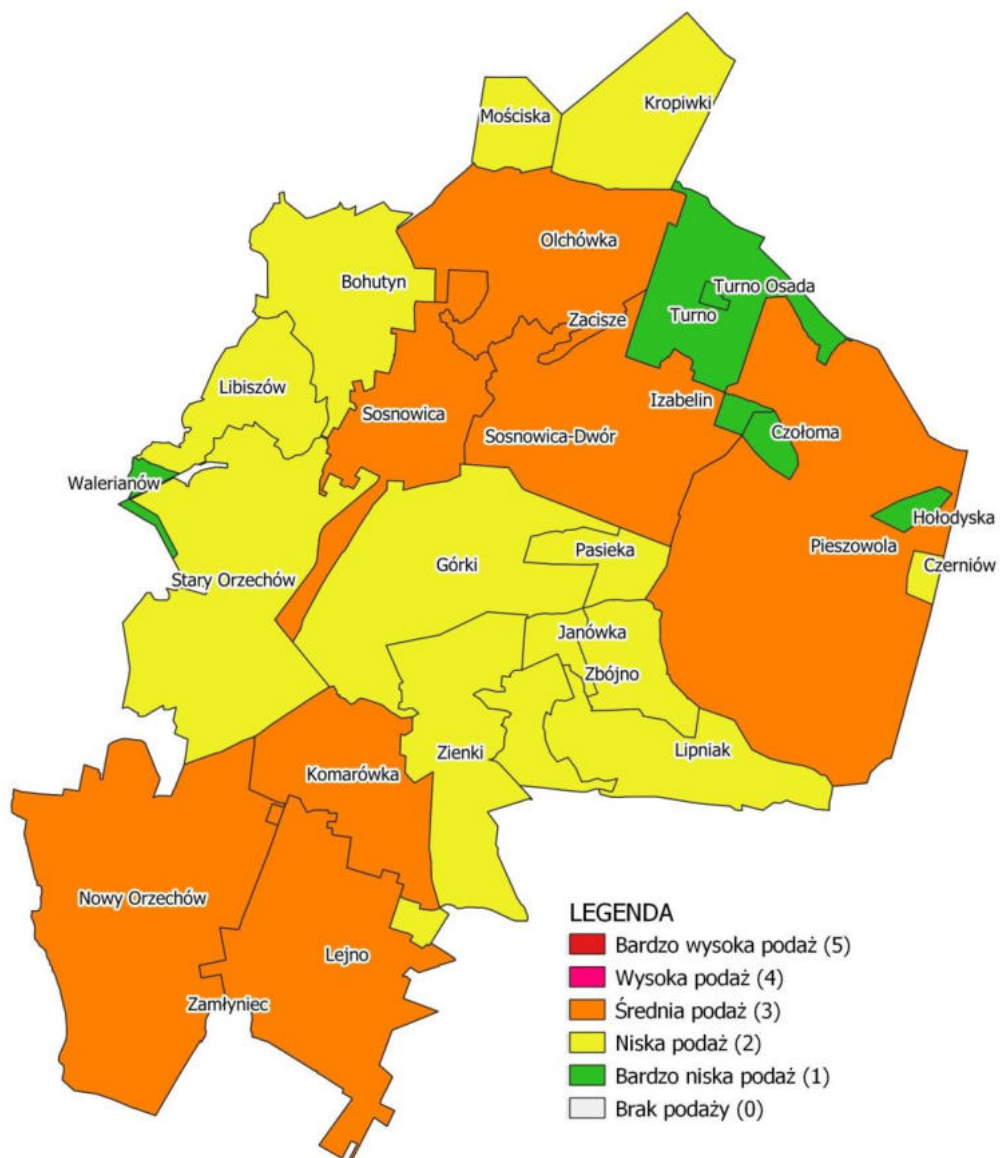 Kropiwki
Mościska
Olchówka
Bohutyn
Turno Osada
Zacisze
Turno
Libiszów
Izabelin
Sosnowica
Sosnowica-Dwór
Czołoma
Walerianów
Hołodyska
Pieszowola
Pasieka
Czerniów
Górki
Stary Orzechów
Janówka
Zbójno
Zienki
Lipniak
Komarówka
Nowy Orzechów
Lejno
Zamłyniec
LEGENDA
Bardzo wysoka podaż (5)
Wysoka podaż (4)
Średnia podaż (3)
Niska podaż (2)
Bardzo niska podaż (1)
Brak podaży (0)